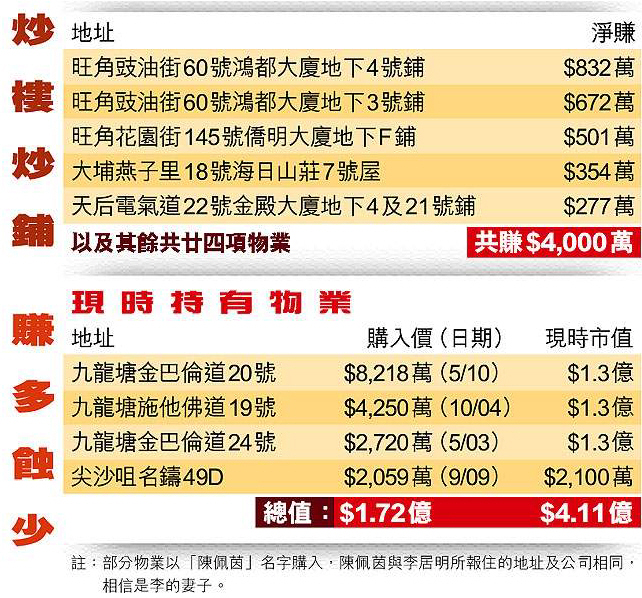 炒樓炒鋪
賺多蝕少
地址 淨賺
旺角豉油街60號鴻都大廈地下4號鋪 $832萬
旺角豉油街60號鴻都大廈地下3號鋪 $672萬
旺角花園街145號僑明大廈地下F鋪 $501萬
大埔燕子里18號海日山莊7號屋 $354萬
天后電氣道22號金殿大廈地下4及21號鋪 $277萬
以及其餘共廿四項物業 共賺$4,000萬
現時持有物業
地址 購入價(日期) 現時市值
九龍塘金巴倫道20號 $8,218萬(5/10) $1.3億
九龍塘施他佛道19號 $4,250萬(10/04) $1.3億
九龍塘金巴倫道24號 $2,720萬(5/03) $1.3億
尖沙咀名鑄49D $2,059萬(9/09) $2,100萬
總值：$1.72億 $4.11億
註：部分物業以「陳佩茵」名字購入，陳佩茵與李居明所報住的地址及公司相同，
相信是李的妻子。